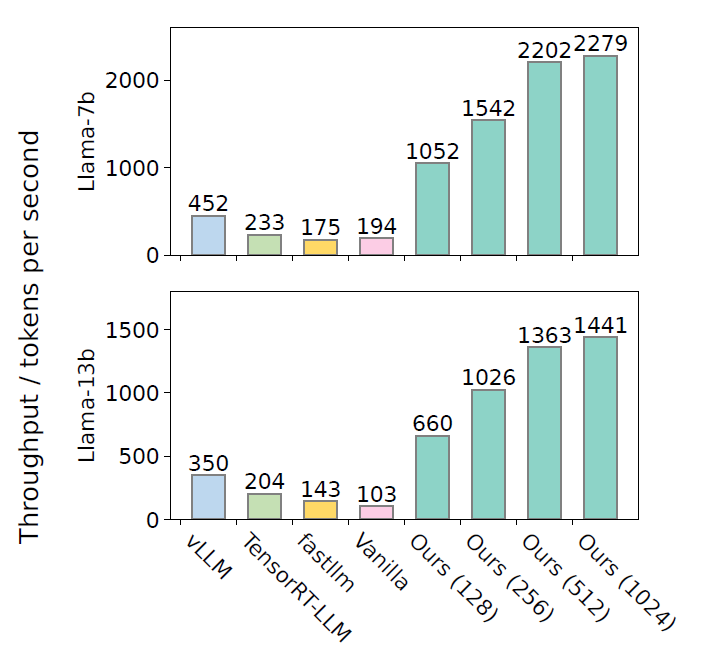 Throughput / tokens per second
Llama-7b
2000
1000
0
452
233
175
194
1052
1542
2202
2279
Llama-13b
1500
1000
500
0
350
204
143
103
660
1026
1363
1441
vLLM
TensorRT-LLM
fastllm
Vanilla
Ours (128)
Ours (256)
Ours (512)
Ours (1024)